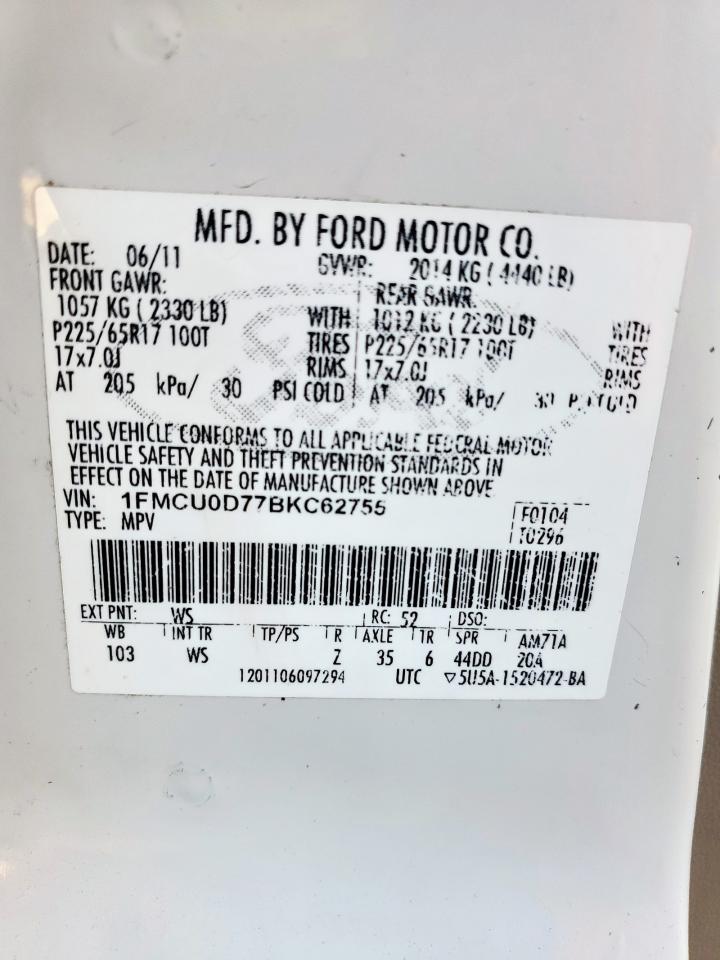 MFD. BY FORD MOTOR CO.
DATE: 06/11 GVWR: 2014 KG ( 4440 LB)
FRONT GAWR: REAR GAWR:
1057 KG ( 2330 LB) WITH 1012 KG ( 2230 LB) WITH
P225/65R17 100T TIRES P225/65R17 100T TIRES
17x7.0J RIMS 17x7.0J RIMS
AT 205 kPa/ 30 PSI COLD AT 205 kPa/ 30 PSI COLD
THIS VEHICLE CONFORMS TO ALL APPLICABLE FEDERAL MOTOR
VEHICLE SAFETY AND THEFT PREVENTION STANDARDS IN
EFFECT ON THE DATE OF MANUFACTURE SHOWN ABOVE
VIN: 1FMCU0D77BKC62755 F0104
TYPE: MPV T0296
EXT PNT: WS RC: 52 DSO:
WB INT TR TP/PS R AXLE TR SPR AM71A
103 WS Z 35 6 44DD 20A
1201106097294 UTC ▽5U5A-1520472-BA